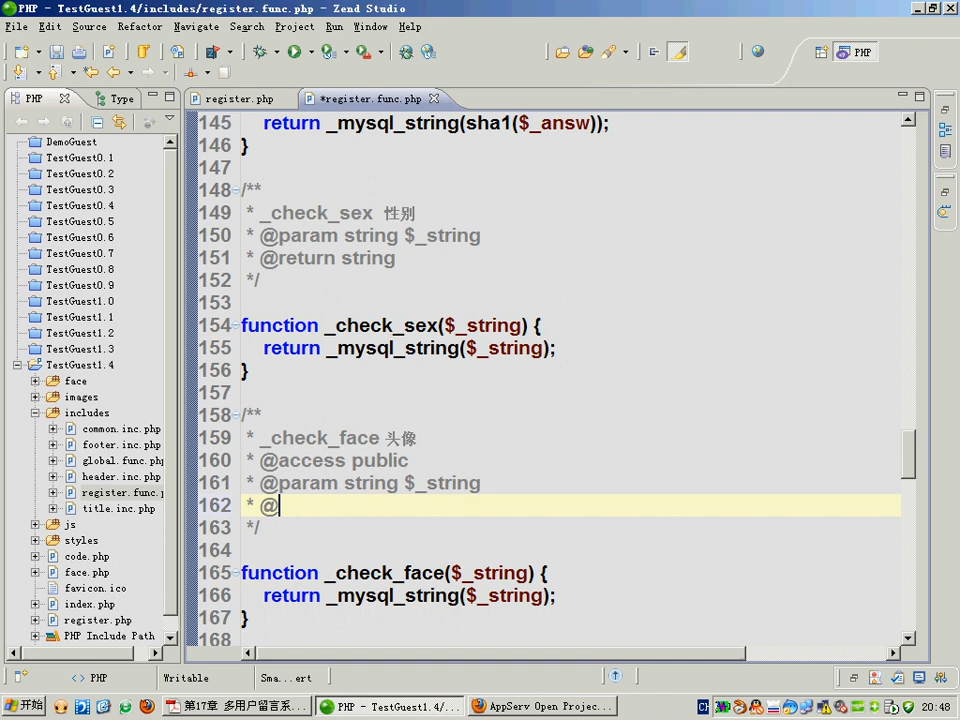 PHP - TestGuest1.4/includes/register.func.php - Zend Studio
File Edit Source Refactor Navigate Search Project Run Window Help
PHP
PHP Type
register.php *register.func.php
DemoGuest
TestGuest0.1
TestGuest0.2
TestGuest0.3
TestGuest0.4
TestGuest0.5
TestGuest0.6
TestGuest0.7
TestGuest0.8
TestGuest0.9
TestGuest1.0
TestGuest1.1
TestGuest1.2
TestGuest1.3
TestGuest1.4
face
images
includes
common.inc.php
footer.inc.php
global.func.php
header.inc.php
register.func.p
title.inc.php
js
styles
code.php
face.php
favicon.ico
index.php
register.php
PHP Include Path
145 return _mysql_string(sha1($_answ));
146 }
147
148 /**
149 * _check_sex 性别
150 * @param string $_string
151 * @return string
152 */
153
154 function _check_sex($_string) {
155 return _mysql_string($_string);
156 }
157
158 /**
159 * _check_face 头像
160 * @access public
161 * @param string $_string
162 * @
163 */
164
165 function _check_face($_string) {
166 return _mysql_string($_string);
167 }
168
PHP Writable Sma...ert
开始 第17章 多用户留言系统... PHP - TestGuest1.4/... AppServ Open Projec... CH 20:48